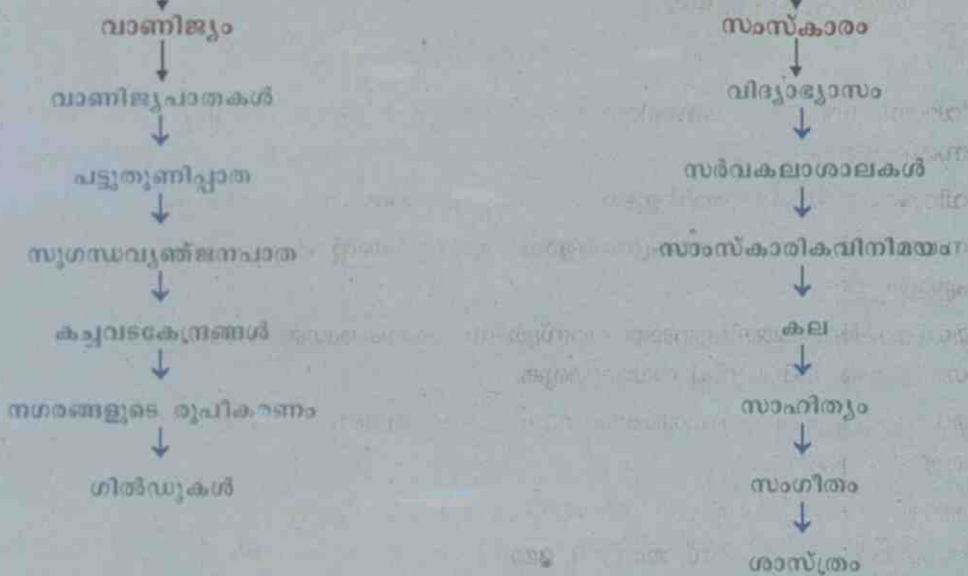 വാണിജ്യം
വാണിജ്യപാതകൾ
പട്ടുതുണിപ്പാത
സുഗന്ധവ്യഞ്ജനപാത
കച്ചവടകേന്ദ്രങ്ങൾ
നഗരങ്ങളുടെ രൂപീകരണം
ഗിൽഡുകൾ
സംസ്കാരം
വിദ്യാഭ്യാസം
സർവകലാശാലകൾ
സാംസ്കാരികവിനിമയം
കല
സാഹിത്യം
സംഗീതം
ശാസ്ത്രം